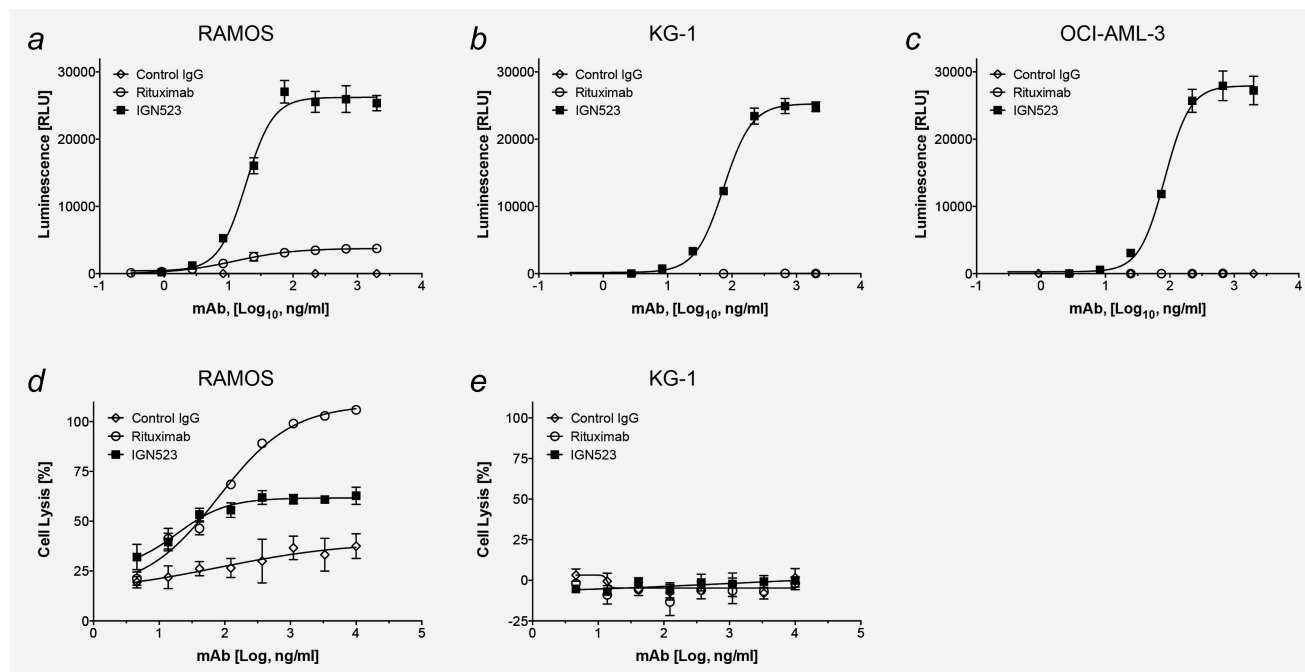 a
RAMOS
Control IgG
Rituximab
IGN523
Luminescence [RLU]
30000
20000
10000
0
-1
0
1
2
3
4
mAb, [Log10, ng/ml]
b
KG-1
Control IgG
Rituximab
IGN523
Luminescence [RLU]
30000
20000
10000
0
-1
0
1
2
3
4
mAb, [Log10, ng/ml]
c
OCI-AML-3
Control IgG
Rituximab
IGN523
Luminescence [RLU]
30000
20000
10000
0
-1
0
1
2
3
4
mAb, [Log10, ng/ml]
d
RAMOS
Control IgG
Rituximab
IGN523
Cell Lysis [%]
100
75
50
25
0
0
1
2
3
4
5
mAb [Log, ng/ml]
e
KG-1
Control IgG
Rituximab
IGN523
Cell Lysis [%]
100
75
50
25
0
-25
0
1
2
3
4
5
mAb [Log, ng/ml]